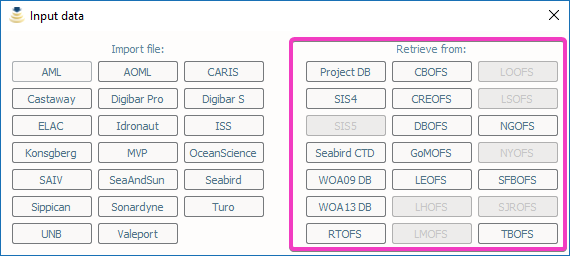 Input data
Import file: Retrieve from:
AML AOML CARIS Project DB CBOFS LOOFS
Castaway Digibar Pro Digibar S SIS4 CREOFS LSOFS
ELAC Idronaut ISS SIS5 DBOFS NGOFS
Konsgberg MVP OceanScience Seabird CTD GoMOFS NYOFS
SAIV SeaAndSun Seabird WOA09 DB LEOFS SFBOFS
Sippican Sonardyne Turo WOA13 DB LHOFS SJROFS
UNB Valeport RTOFS LMOFS TBOFS